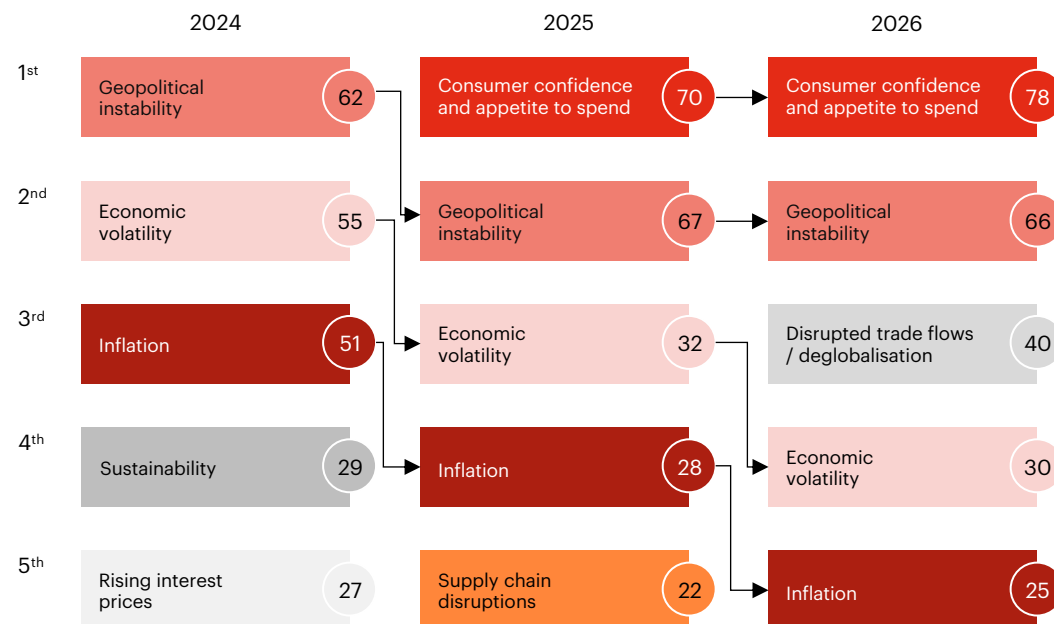 2024 2025 2026
1st
Geopolitical
instability
62
Consumer confidence
and appetite to spend
70
Consumer confidence
and appetite to spend
78
2nd
Economic
volatility
55
Geopolitical
instability
67
Geopolitical
instability
66
3rd
Inflation
51
Economic
volatility
32
Disrupted trade flows
/ deglobalisation
40
4th
Sustainability
29
Inflation
28
Economic
volatility
30
5th
Rising interest
prices
27
Supply chain
disruptions
22
Inflation
25